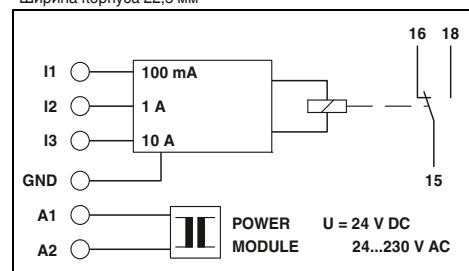 Ширина корпуса 22,5 мм
16 18
I1 100 mA
I2 1 A
I3 10 A
GND
15
A1
POWER U = 24 V DC
A2 MODULE 24...230 V AC